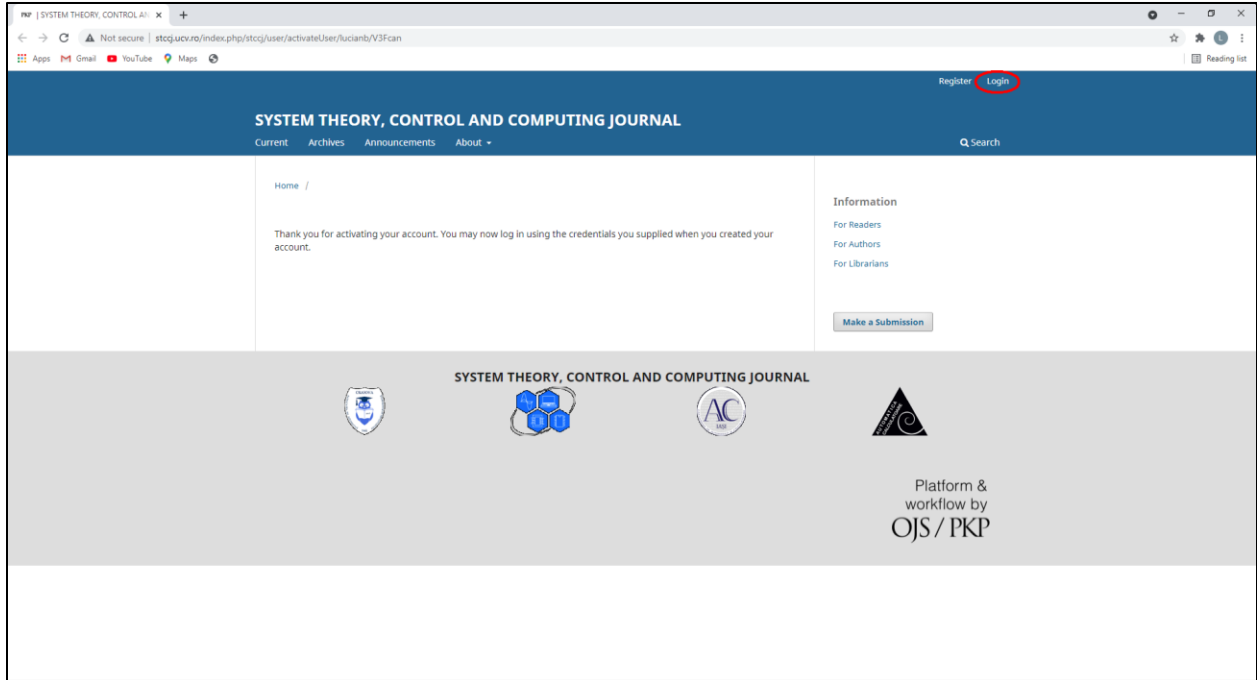 PKP | SYSTEM THEORY, CONTROL AN
Not secure | stccj.ucv.ro/index.php/stccj/user/activateUser/lucianb/V3Fcan
Apps Gmail YouTube Maps Reading list
Register Login
SYSTEM THEORY, CONTROL AND COMPUTING JOURNAL
Current Archives Announcements About Search
Home /
Thank you for activating your account. You may now log in using the credentials you supplied when you created your
account.
Information
For Readers
For Authors
For Librarians
Make a Submission
SYSTEM THEORY, CONTROL AND COMPUTING JOURNAL
AC
Platform &
workflow by
OJS / PKP